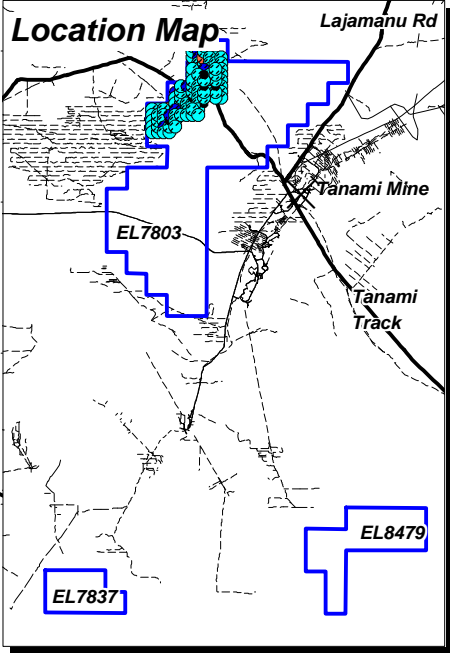 Location Map
Lajamanu Rd
Tanami Mine
EL7803
Tanami
Track
EL8479
EL7837